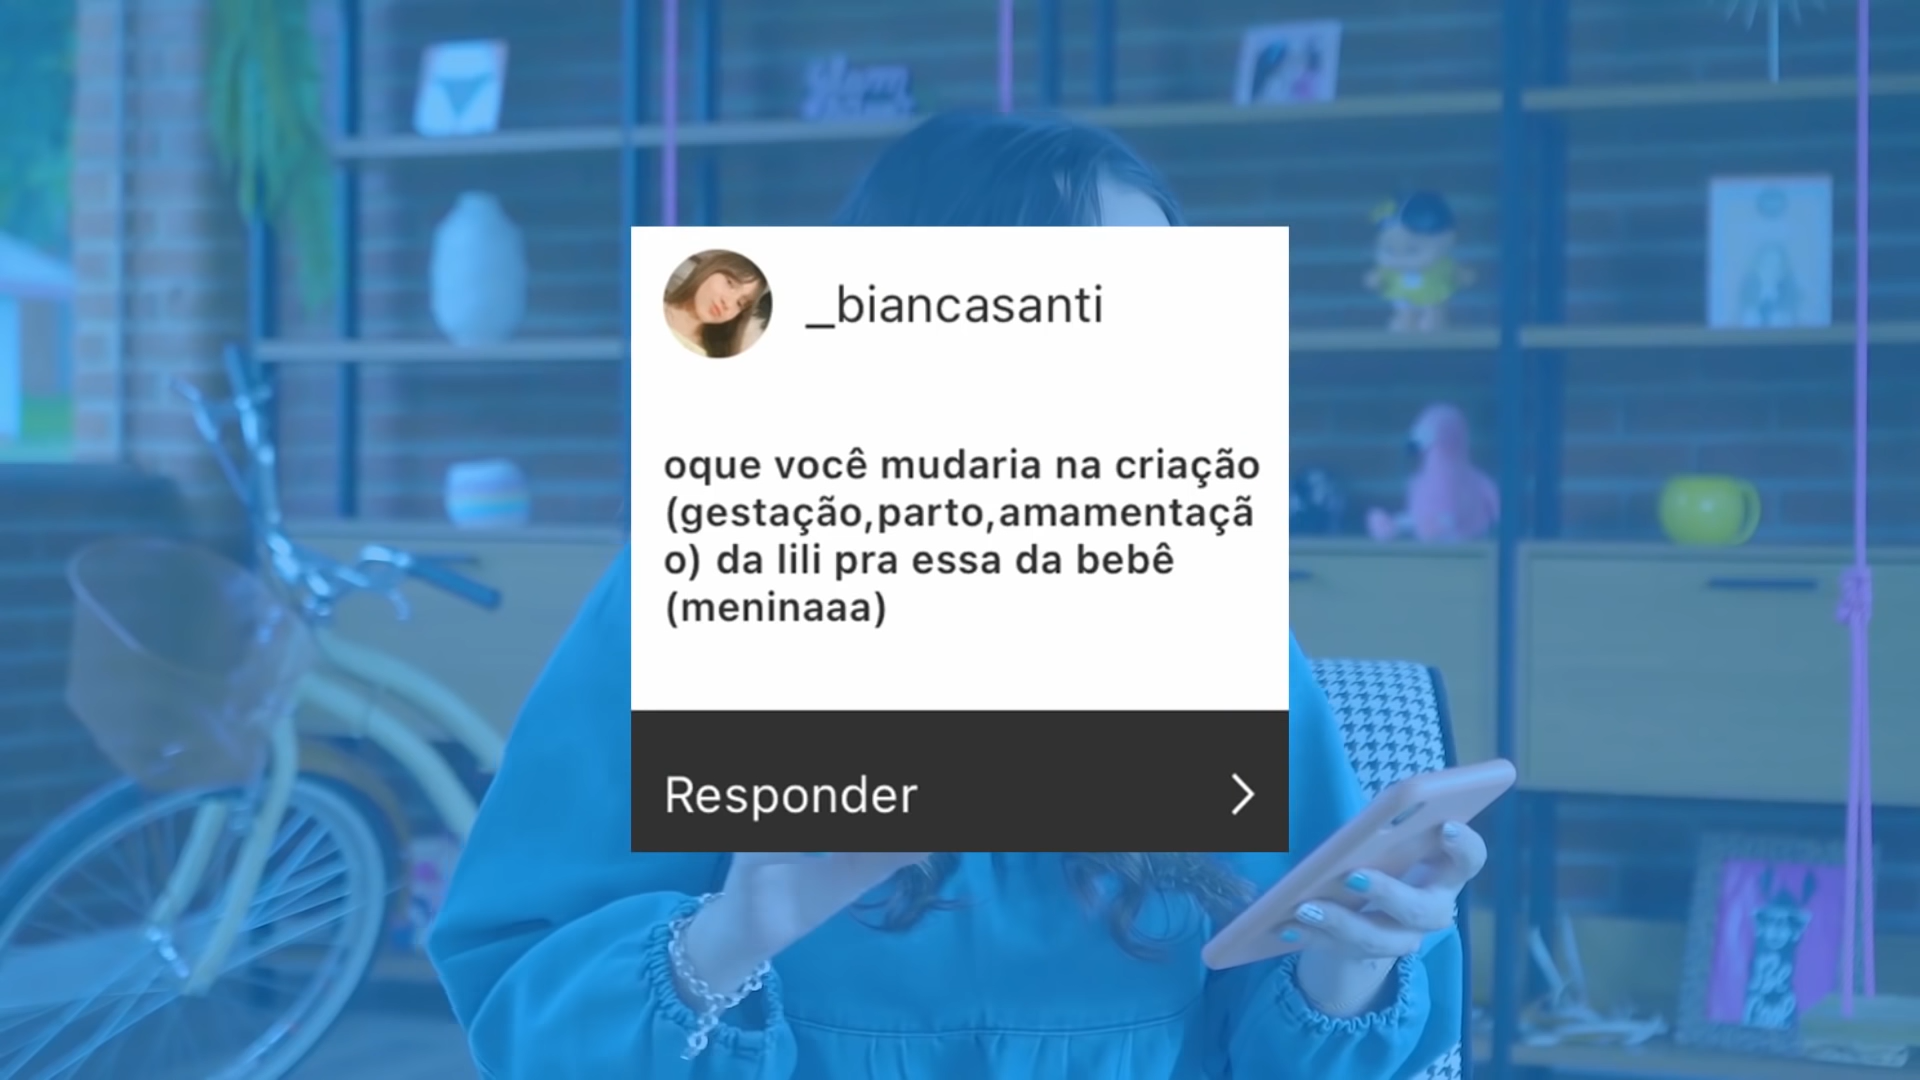 _biancasanti
oque você mudaria na criação
(gestação,parto,amamentaçã
o) da lili pra essa da bebê
(meninaaa)
Responder